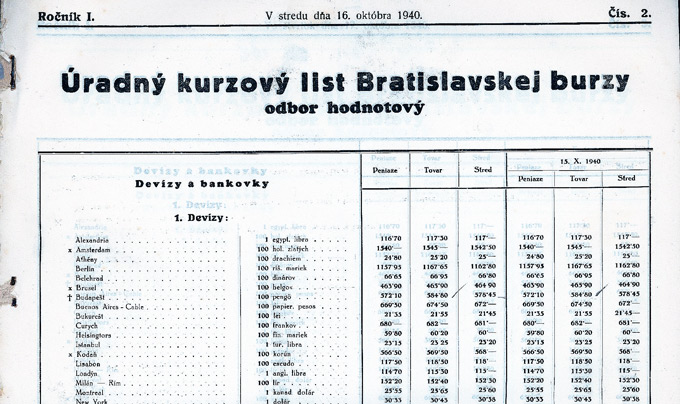 Ročník I. V stredu dňa 16. októbra 1940. Čís. 2.
Úradný kurzový list Bratislavskej burzy
odbor hodnotový
Devízy a bankovky
Peniaze Tovar Stred 15. X. 1940
Peniaze Tovar Stred
1. Devízy:
Alexandria 1 egypt. libra 116'70 117'30 117'— 116'70 117'30 117'—
x Amsterdam 100 hol. zlatých 1540'— 1545'— 1542'50 1540'— 1545'— 1542'50
Athény 100 drachiem 24'80 25'20 25'— 24'80 25'20 25'—
Berlin 100 ríš. mariek 1157'95 1167'65 1162'80 1157'95 1167'65 1162'80
Belehrad 100 dinárov 66'65 66'95 66'80 66'65 66'95 66'80
x Brusel 100 belgov 463'90 465'90 464'90 463'90 465'90 464'90
† Budapešť 100 pengö 572'10 584'80 578'45 572'10 584'80 578'45
Buenos Aires - Cable 100 papier. pesos 669'50 674'50 672'— 669'50 674'50 672'—
Bukurešť 100 lei 21'35 21'55 21'45 21'35 21'55 21'45
Curych 100 frankov 680'— 682'— 681'— 680'— 682'— 681'—
Helsingfors 100 fín. mariek 59'80 60'20 60'— 59'80 60'20 60'—
Istanbul 1 tur. libra 23'15 23'25 23'20 23'15 23'25 23'20
x Kodaň 100 korún 566'50 569'50 568'— 566'50 569'50 568'—
Lisabon 100 escudo 117'50 118'50 118'— 117'50 118'50 118'—
Londýn 1 angl. libra 114'70 115'30 115'— 114'70 115'30 115'—
Milán — Rím 100 lír 152'20 152'40 152'30 152'20 152'40 152'30
Montreal 1 kanad dolár 25'55 25'65 25'60 25'55 25'65 25'60
New York 1 dolár 30'33 30'43 30'38 30'33 30'43 30'38